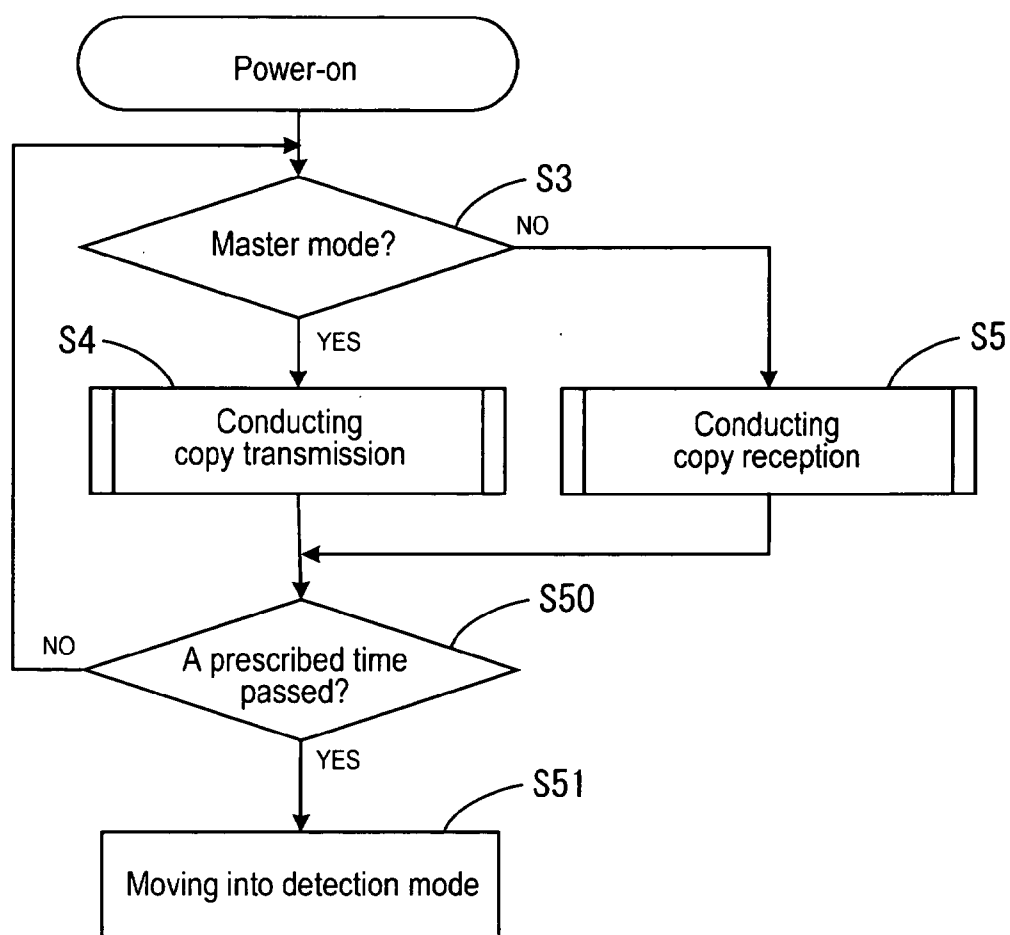 Power-on
S3
Master mode?
NO
YES
S4
S5
Conducting
copy transmission
Conducting
copy reception
S50
NO
A prescribed time
passed?
YES
S51
Moving into detection mode